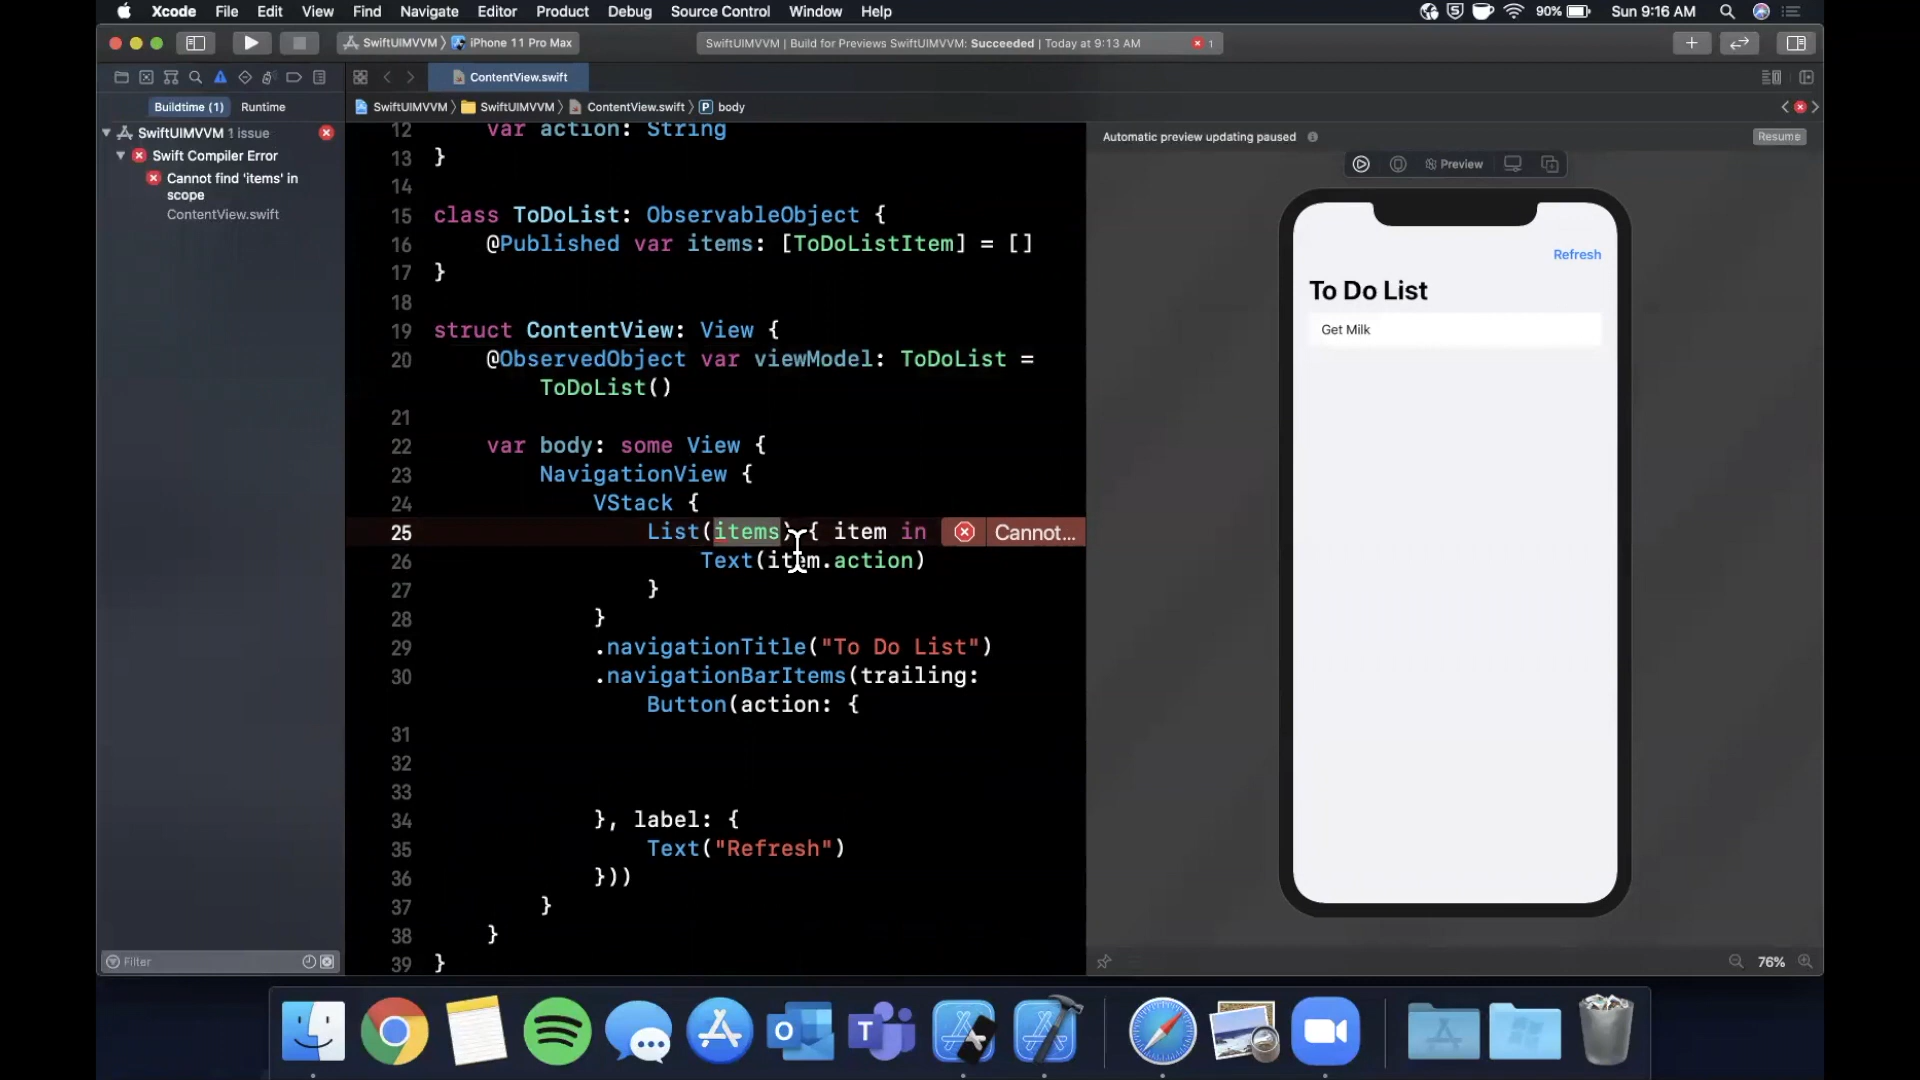 Xcode File Edit View Find Navigate Editor Product Debug Source Control Window Help 90% Sun 9:16 AM
SwiftUIMVVM iPhone 11 Pro Max SwiftUIMVVM | Build for Previews SwiftUIMVVM: Succeeded | Today at 9:13 AM 1
ContentView.swift
Buildtime (1) Runtime SwiftUIMVVM SwiftUIMVVM ContentView.swift P body
SwiftUIMVVM 1 issue
Swift Compiler Error
Cannot find 'items' in
scope
ContentView.swift
Filter
12 var action: String
13 }
14
15 class ToDoList: ObservableObject {
16 @Published var items: [ToDoListItem] = []
17 }
18
19 struct ContentView: View {
20 @ObservedObject var viewModel: ToDoList =
ToDoList()
21
22 var body: some View {
23 NavigationView {
24 VStack {
25 List(items) { item in Cannot...
26 Text(item.action)
27 }
28 }
29 .navigationTitle("To Do List")
30 .navigationBarItems(trailing:
Button(action: {
31
32
33
34 }, label: {
35 Text("Refresh")
36 }))
37 }
38 }
39 }
Automatic preview updating paused Resume
Preview
Refresh
To Do List
Get Milk
76%